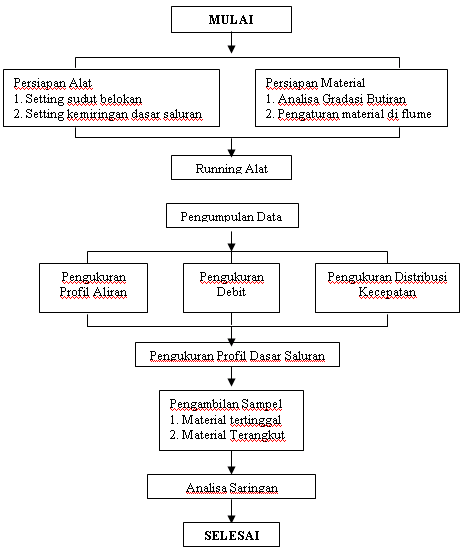 MULAI
Persiapan Alat
1. Setting sudut belokan
2. Setting kemiringan dasar saluran
Persiapan Material
1. Analisa Gradasi Butiran
2. Pengaturan material di flume
Running Alat
Pengumpulan Data
Pengukuran
Profil Aliran
Pengukuran
Debit
Pengukuran Distribusi
Kecepatan
Pengukuran Profil Dasar Saluran
Pengambilan Sampel
1. Material tertinggal
2. Material Terangkut
Analisa Saringan
SELESAI